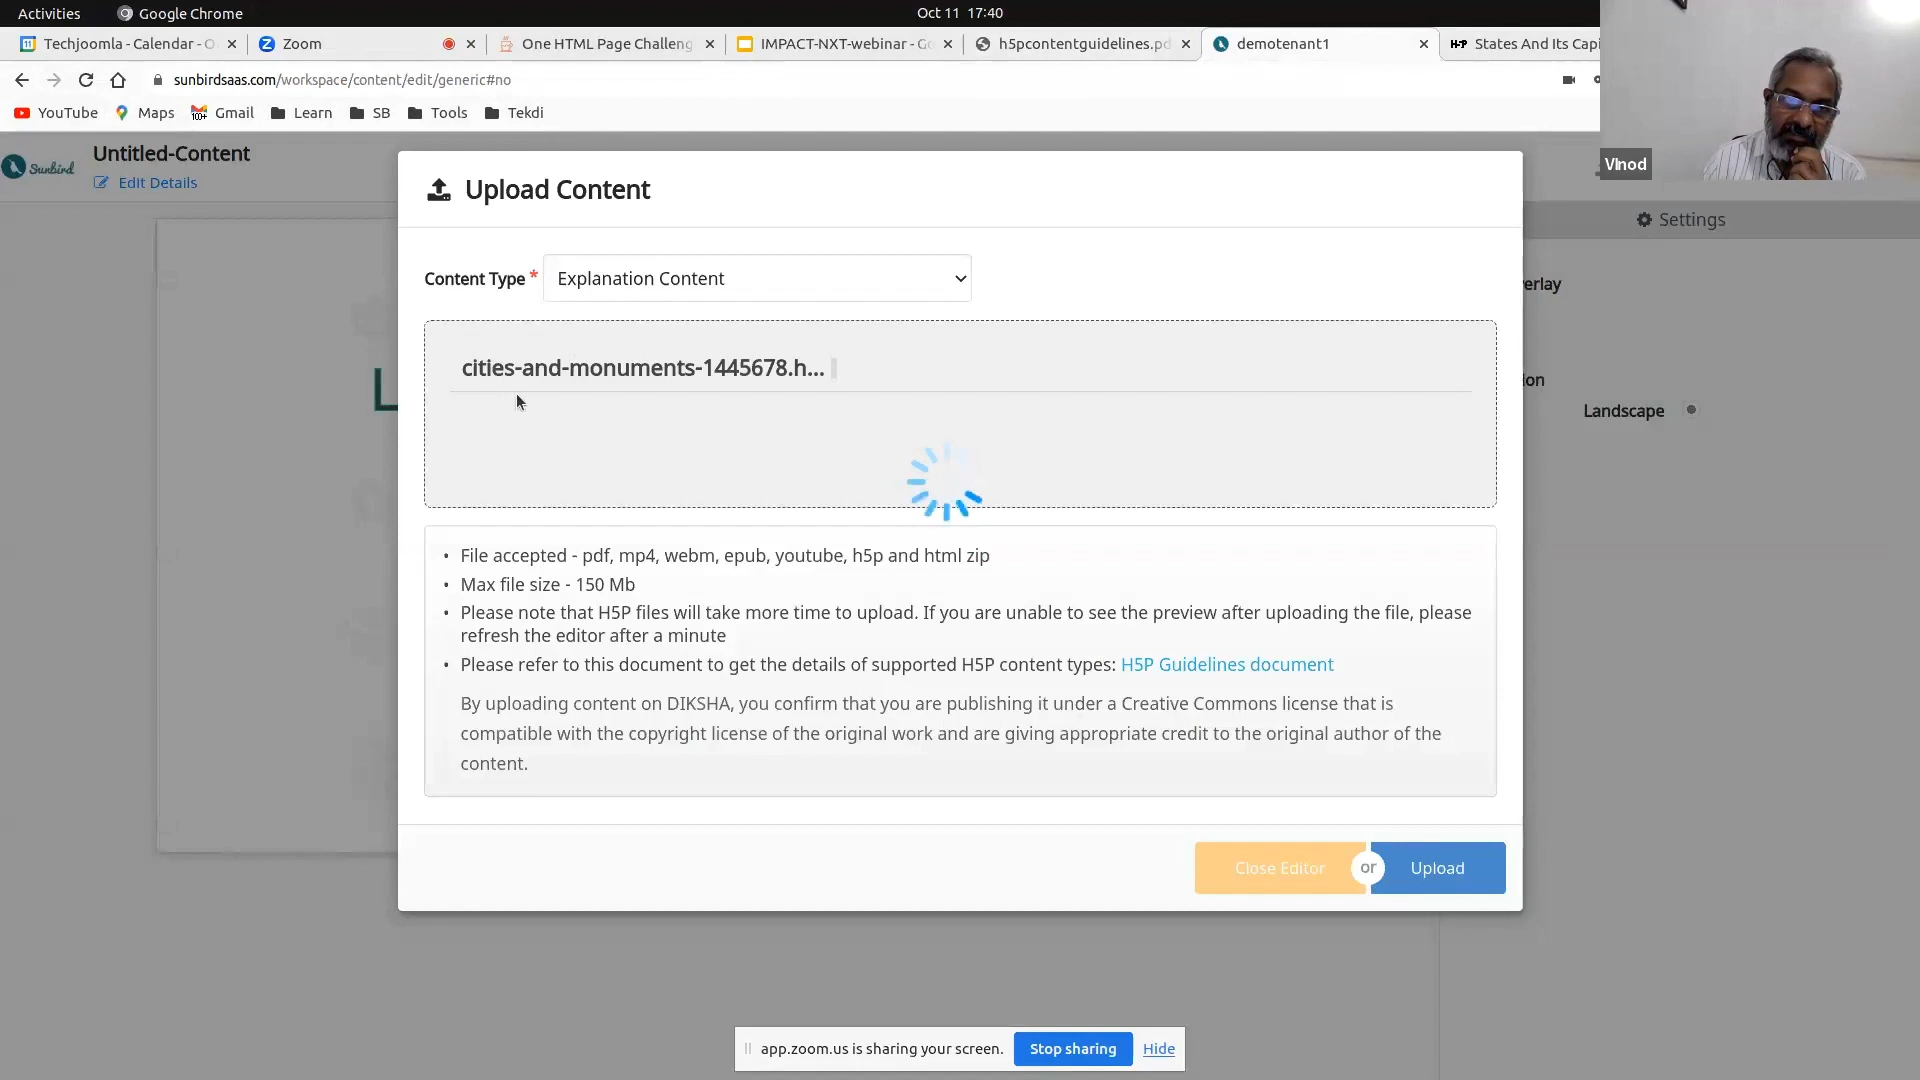 Activities
Google Chrome
Oct 11 17:40
Techjoomla - Calendar - O
Zoom
One HTML Page Challeng
IMPACT-NXT-webinar - Go
h5pcontentguidelines.pd
demotenant1
H-P States And Its Capi
sunbirdsaas.com/workspace/content/edit/generic#no
YouTube
Maps
Gmail
Learn
SB
Tools
Tekdi
VInod
Sunbird
Untitled-Content
Edit Details
Upload Content
Settings
Content Type * Explanation Content
verlay
cities-and-monuments-1445678.h...
ion
Landscape
• File accepted - pdf, mp4, webm, epub, youtube, h5p and html zip
• Max file size - 150 Mb
• Please note that H5P files will take more time to upload. If you are unable to see the preview after uploading the file, please
refresh the editor after a minute
• Please refer to this document to get the details of supported H5P content types: H5P Guidelines document
By uploading content on DIKSHA, you confirm that you are publishing it under a Creative Commons license that is
compatible with the copyright license of the original work and are giving appropriate credit to the original author of the
content.
Close Editor or Upload
app.zoom.us is sharing your screen.
Stop sharing
Hide